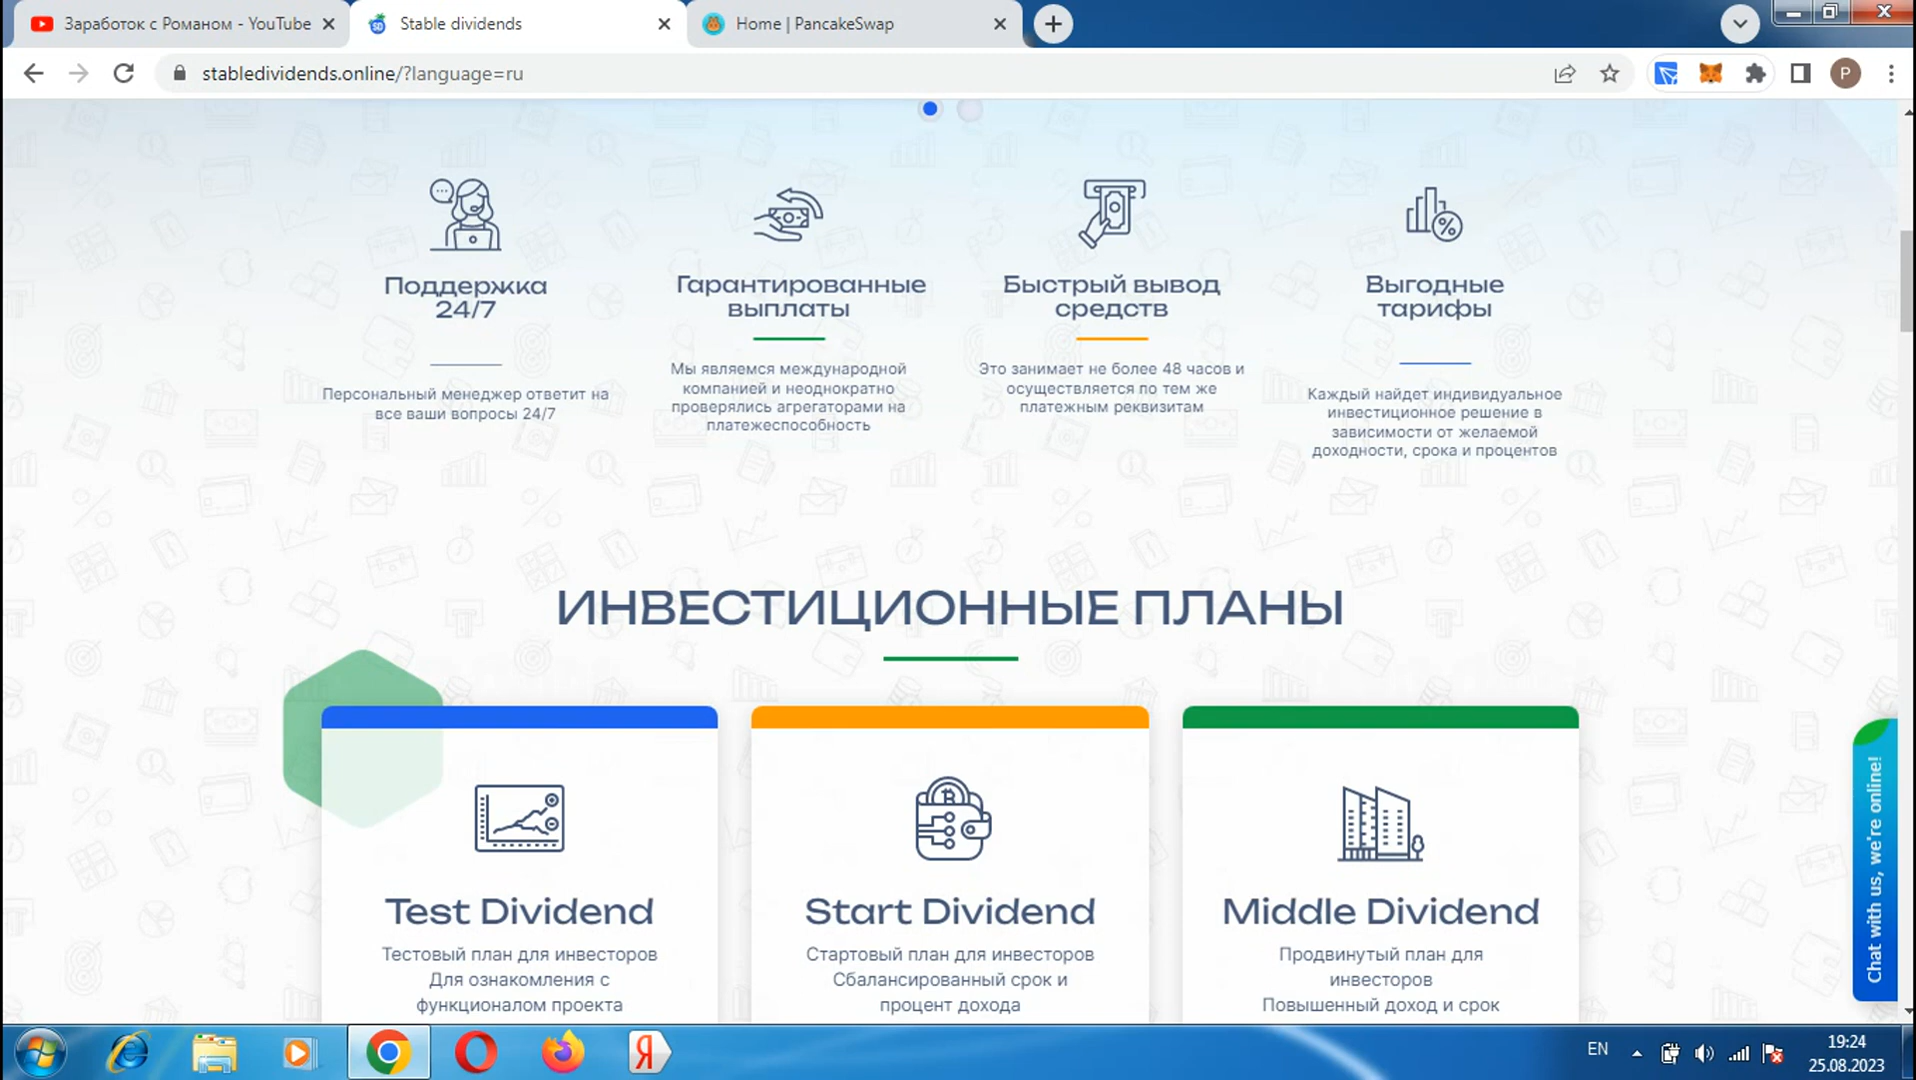 Заработок с Романом - YouTube
Stable dividends
Home | PancakeSwap
stabledividends.online/?language=ru
P
Поддержка
24/7
Персональный менеджер ответит на
все ваши вопросы 24/7
Гарантированные
выплаты
Мы являемся международной
компанией и неоднократно
проверялись агрегаторами на
платежеспособность
Быстрый вывод
средств
Это занимает не более 48 часов и
осуществляется по тем же
платежным реквизитам
Выгодные
тарифы
Каждый найдет индивидуальное
инвестиционное решение в
зависимости от желаемой
доходности, срока и процентов
ИНВЕСТИЦИОННЫЕ ПЛАНЫ
Test Dividend
Тестовый план для инвесторов
Для ознакомления с
функционалом проекта
Start Dividend
Стартовый план для инвесторов
Сбалансированный срок и
процент дохода
Middle Dividend
Продвинутый план для
инвесторов
Повышенный доход и срок
Chat with us, we're online!
EN
19:24
25.08.2023